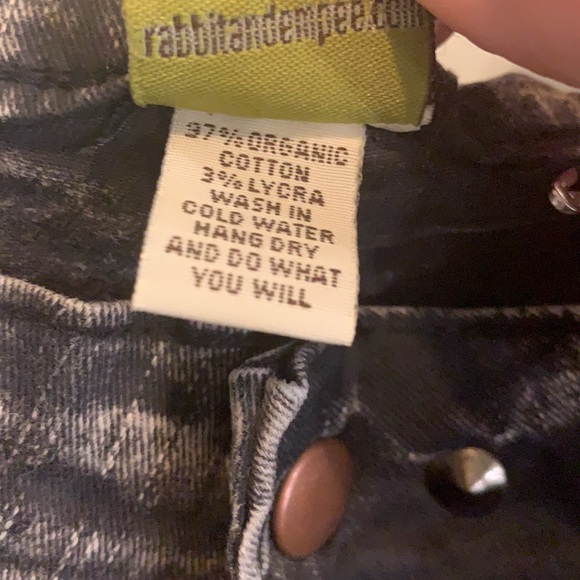 rabbitandempee.com
97% ORGANIC
COTTON
3% LYCRA
WASH IN
COLD WATER
HANG DRY
AND DO WHAT
YOU WILL